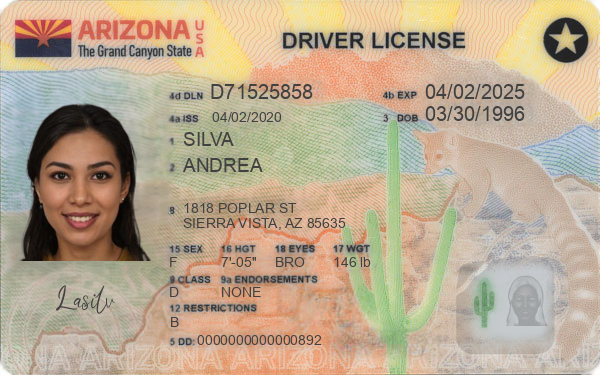 ARIZONA USA
The Grand Canyon State
DRIVER LICENSE
4d DLN D71525858
4b EXP 04/02/2025
4a ISS 04/02/2020
3 DOB 03/30/1996
1 SILVA
2 ANDREA
8 1818 POPLAR ST
SIERRA VISTA, AZ 85635
15 SEX 16 HGT 18 EYES 17 WGT
F 7'-05" BRO 146 lb
9 CLASS 9a ENDORSEMENTS
D NONE
12 RESTRICTIONS
B
5 DD: 0000000000000892
ARIZONA ARIZONA ARIZONA ARIZONA